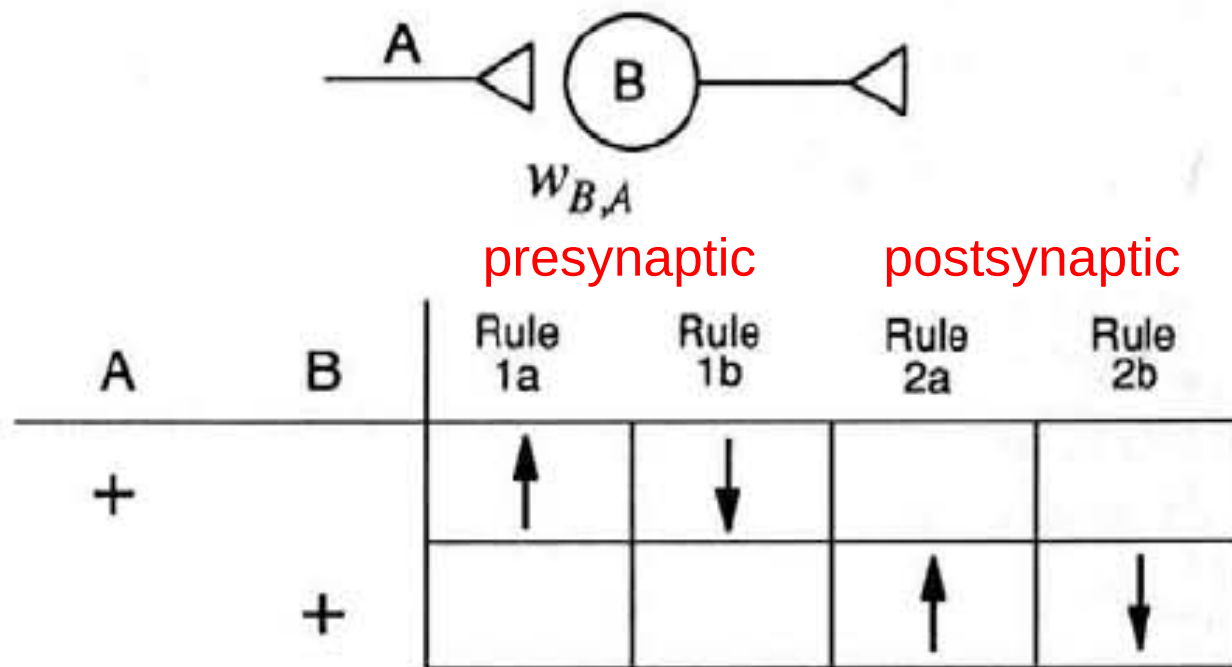 A
B
w_{B,A}
presynaptic postsynaptic
Rule 1a Rule 1b Rule 2a Rule 2b
A B
+ ↑ ↓
+ ↑ ↓